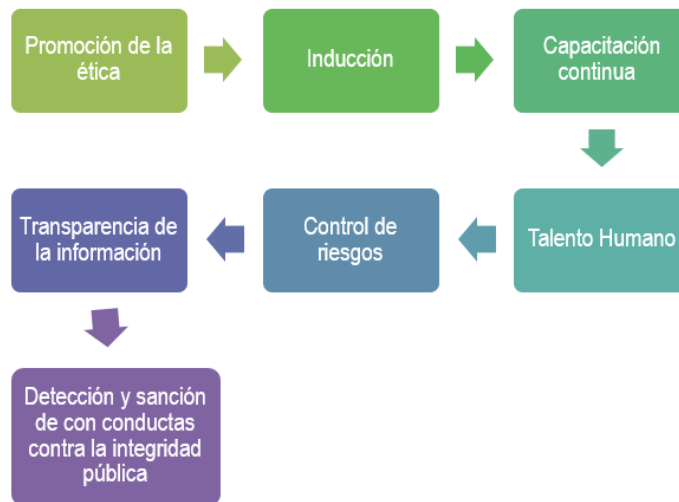 Promoción de la
ética
Inducción
Capacitación
continua
Talento Humano
Control de
riesgos
Transparencia de
la información
Detección y sanción
de con conductas
contra la integridad
pública